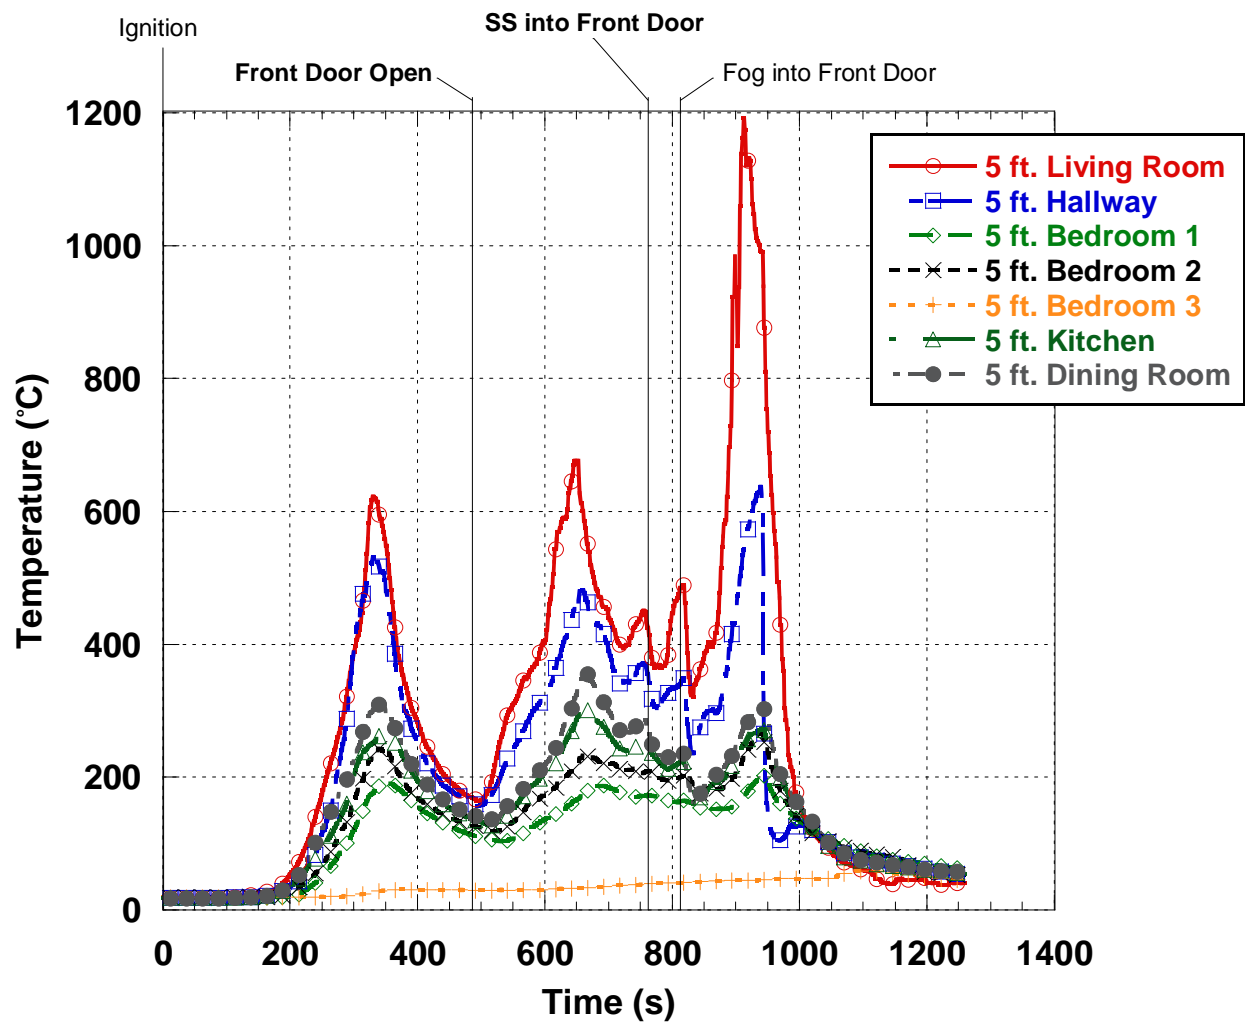 Ignition
SS into Front Door
Front Door Open
Fog into Front Door
1200
1000
800
600
400
200
0
Temperature (°C)
5 ft. Living Room
5 ft. Hallway
5 ft. Bedroom 1
5 ft. Bedroom 2
5 ft. Bedroom 3
5 ft. Kitchen
5 ft. Dining Room
0 200 400 600 800 1000 1200 1400
Time (s)